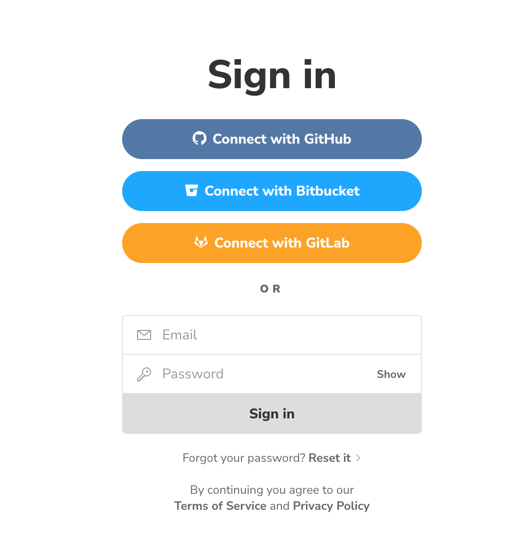 Sign in
Connect with GitHub
Connect with Bitbucket
Connect with GitLab
OR
Email
Password Show
Sign in
Forgot your password? Reset it
By continuing you agree to our
Terms of Service and Privacy Policy